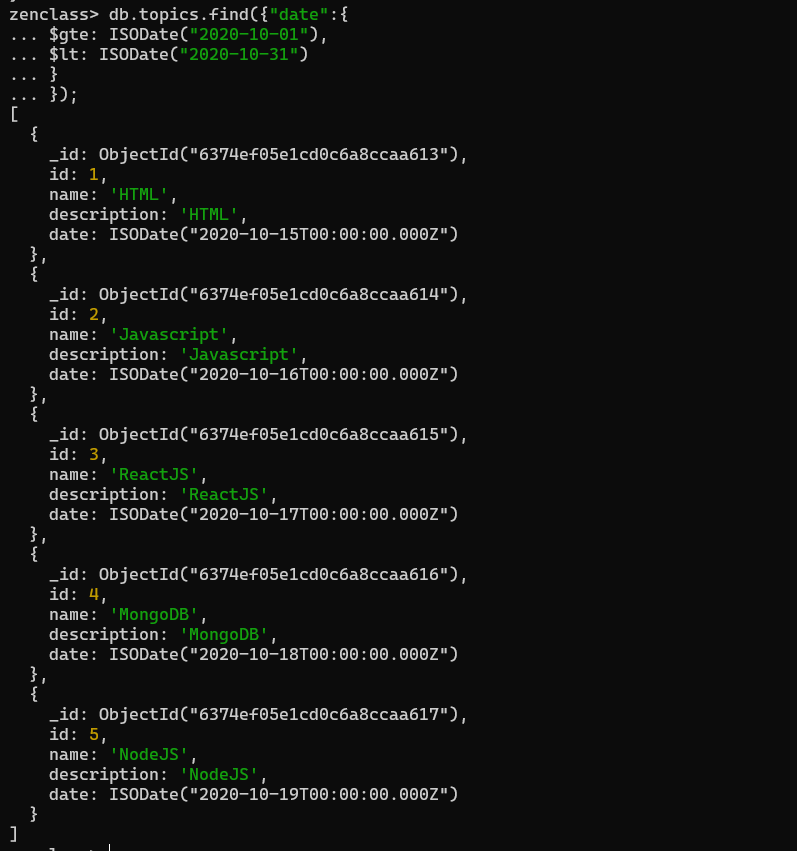 zenclass> db.topics.find({"date":{
... $gte: ISODate("2020-10-01"),
... $lt: ISODate("2020-10-31")
... }
... });
[
  {
    _id: ObjectId("6374ef05e1cd0c6a8ccaa613"),
    id: 1,
    name: 'HTML',
    description: 'HTML',
    date: ISODate("2020-10-15T00:00:00.000Z")
  },
  {
    _id: ObjectId("6374ef05e1cd0c6a8ccaa614"),
    id: 2,
    name: 'Javascript',
    description: 'Javascript',
    date: ISODate("2020-10-16T00:00:00.000Z")
  },
  {
    _id: ObjectId("6374ef05e1cd0c6a8ccaa615"),
    id: 3,
    name: 'ReactJS',
    description: 'ReactJS',
    date: ISODate("2020-10-17T00:00:00.000Z")
  },
  {
    _id: ObjectId("6374ef05e1cd0c6a8ccaa616"),
    id: 4,
    name: 'MongoDB',
    description: 'MongoDB',
    date: ISODate("2020-10-18T00:00:00.000Z")
  },
  {
    _id: ObjectId("6374ef05e1cd0c6a8ccaa617"),
    id: 5,
    name: 'NodeJS',
    description: 'NodeJS',
    date: ISODate("2020-10-19T00:00:00.000Z")
  }
]